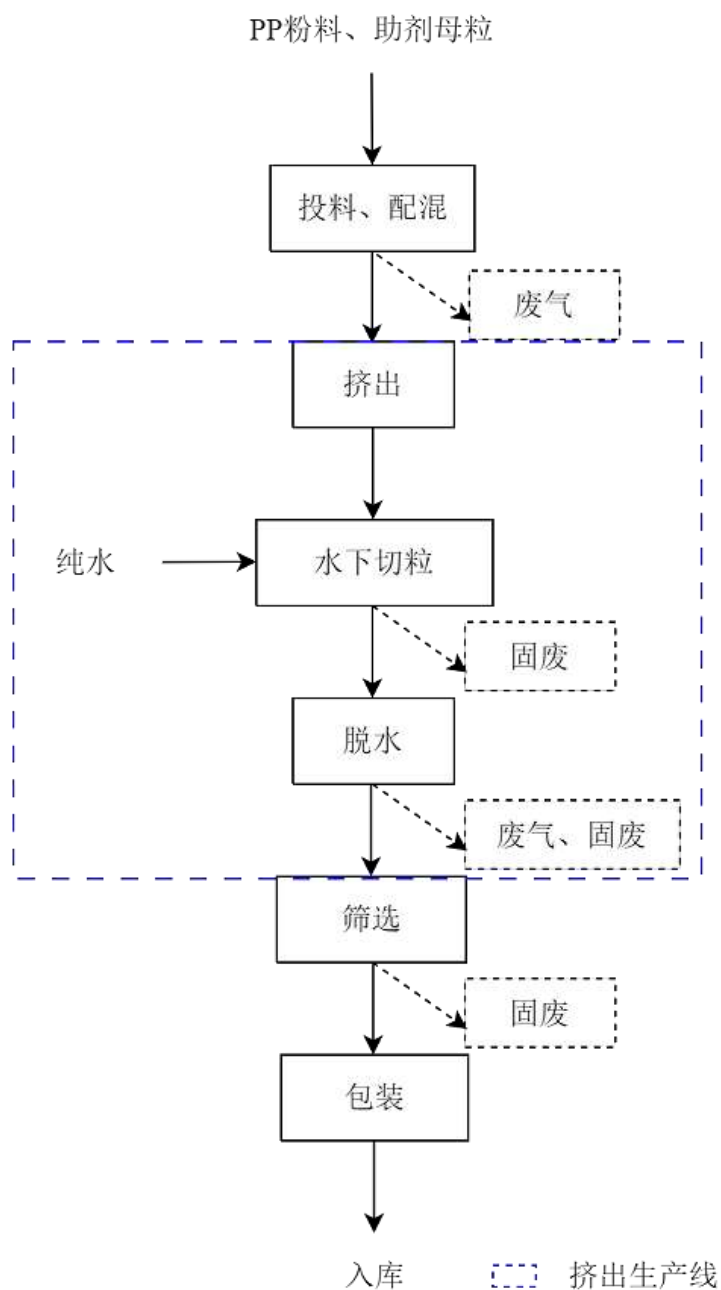 PP粉料、助剂母粒
投料、配混
废气
挤出
纯水
水下切粒
固废
脱水
废气、固废
筛选
固废
包装
入库
挤出生产线